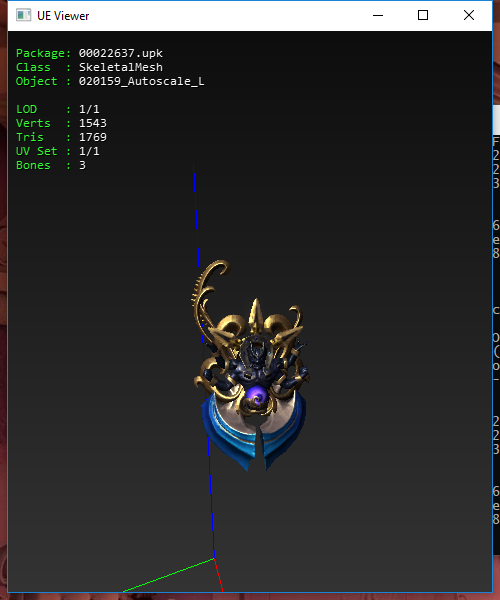 UE Viewer
Package: 00022637.upk
Class : SkeletalMesh
Object : 020159_Autoscale_L
LOD : 1/1
Verts : 1543
Tris : 1769
UV Set : 1/1
Bones : 3